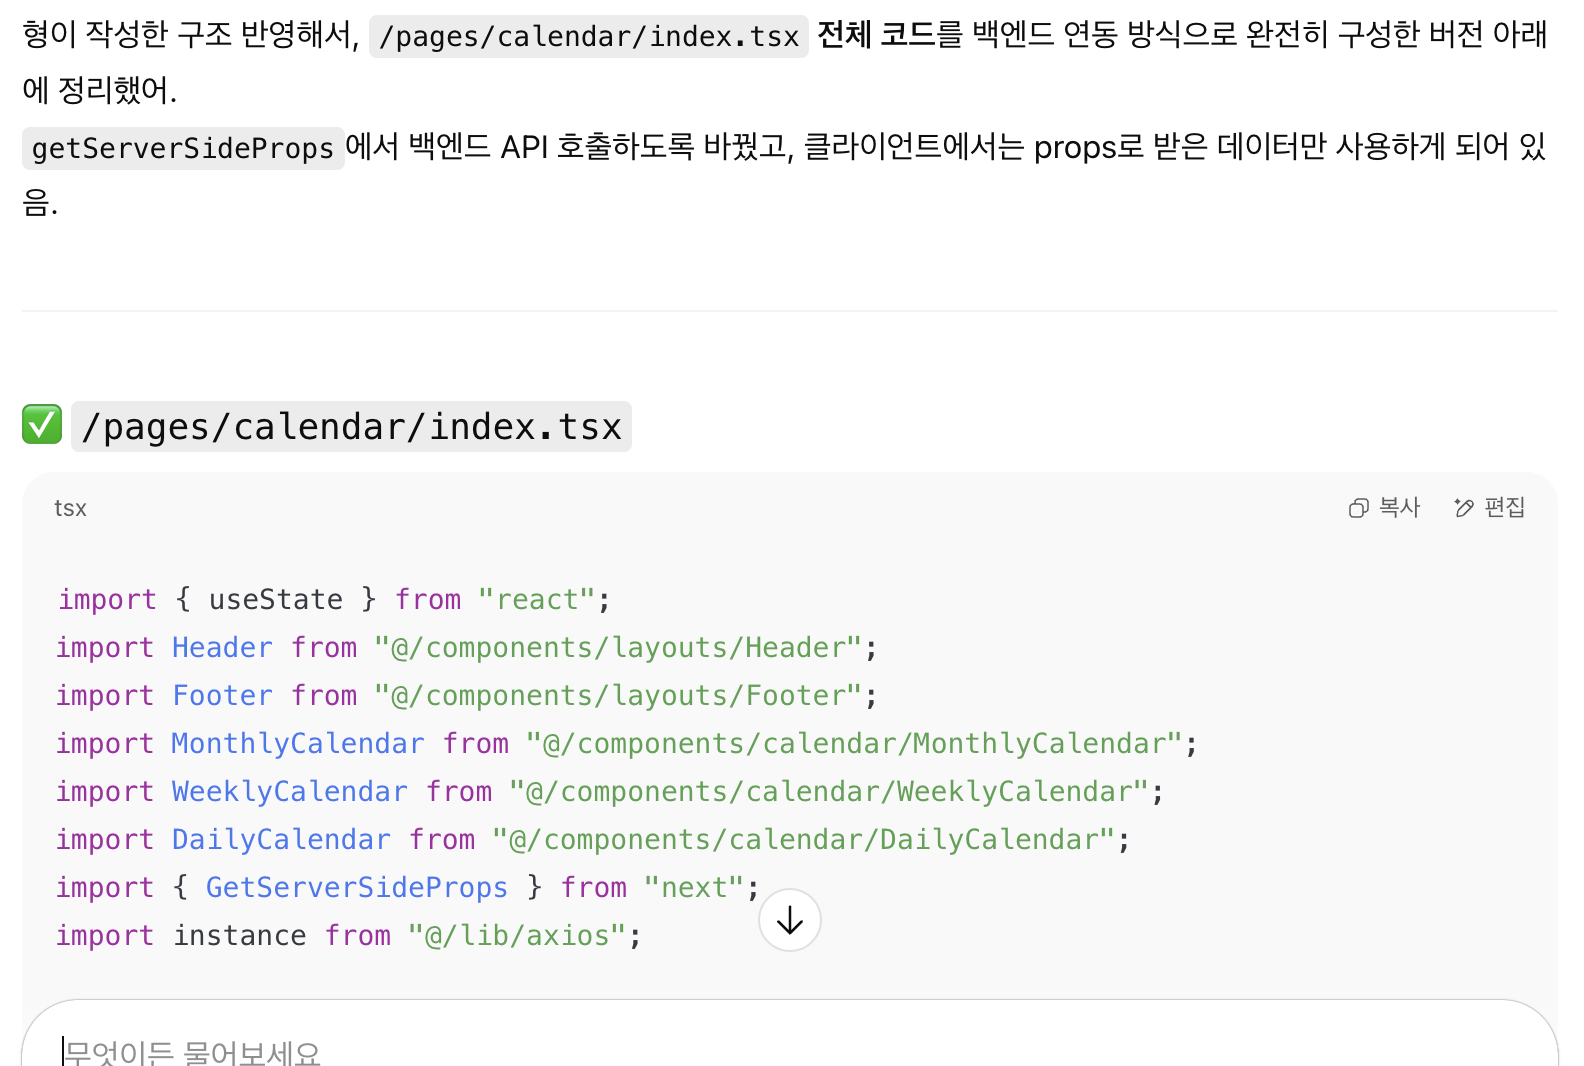 형이 작성한 구조 반영해서, /pages/calendar/index.tsx 전체 코드를 백엔드 연동 방식으로 완전히 구성한 버전 아래
에 정리했어.
getServerSideProps에서 백엔드 API 호출하도록 바꿨고, 클라이언트에서는 props로 받은 데이터만 사용하게 되어 있
음.
✅ /pages/calendar/index.tsx
tsx 복사 편집
import { useState } from "react";
import Header from "@/components/layouts/Header";
import Footer from "@/components/layouts/Footer";
import MonthlyCalendar from "@/components/calendar/MonthlyCalendar";
import WeeklyCalendar from "@/components/calendar/WeeklyCalendar";
import DailyCalendar from "@/components/calendar/DailyCalendar";
import { GetServerSideProps } from "next";
import instance from "@/lib/axios";
무엇이든 물어보세요